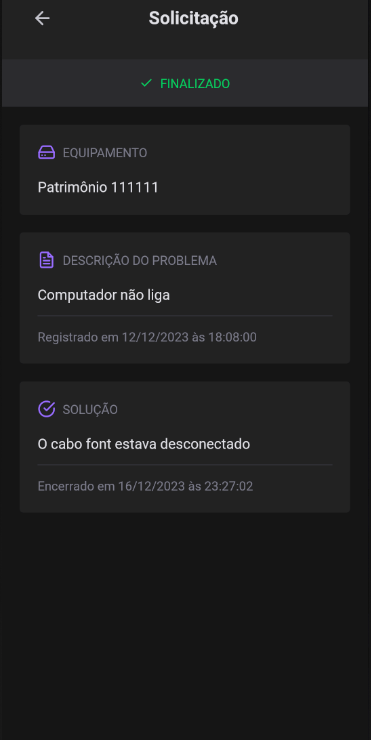 Solicitação
FINALIZADO
EQUIPAMENTO
Patrimônio 111111
DESCRIÇÃO DO PROBLEMA
Computador não liga
Registrado em 12/12/2023 às 18:08:00
SOLUÇÃO
O cabo font estava desconectado
Encerrado em 16/12/2023 às 23:27:02